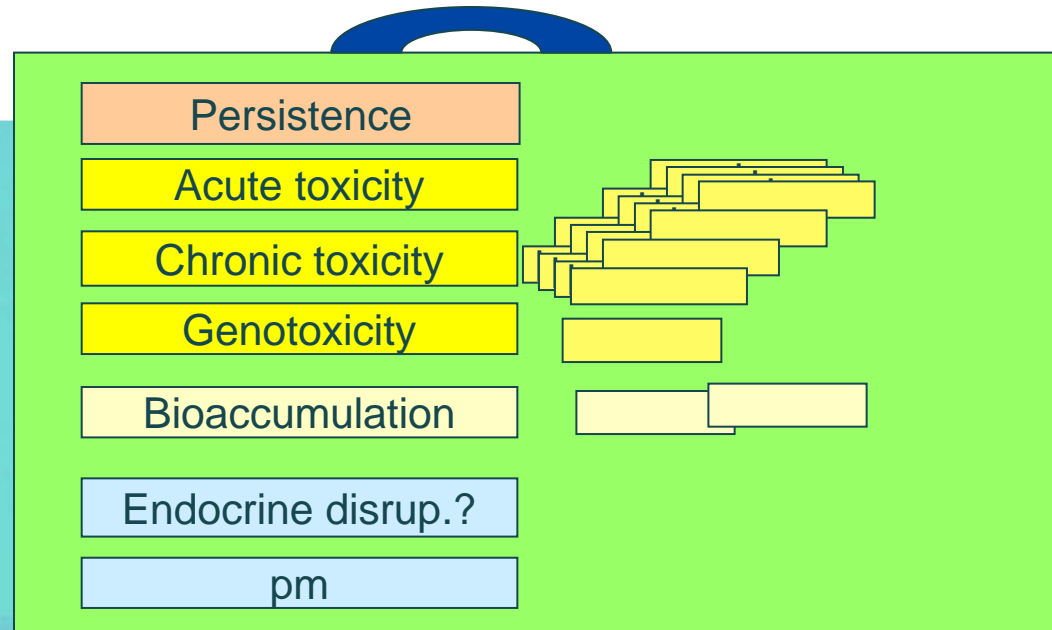 Persistence
Acute toxicity
Chronic toxicity
Genotoxicity
Bioaccumulation
Endocrine disrup.?
pm